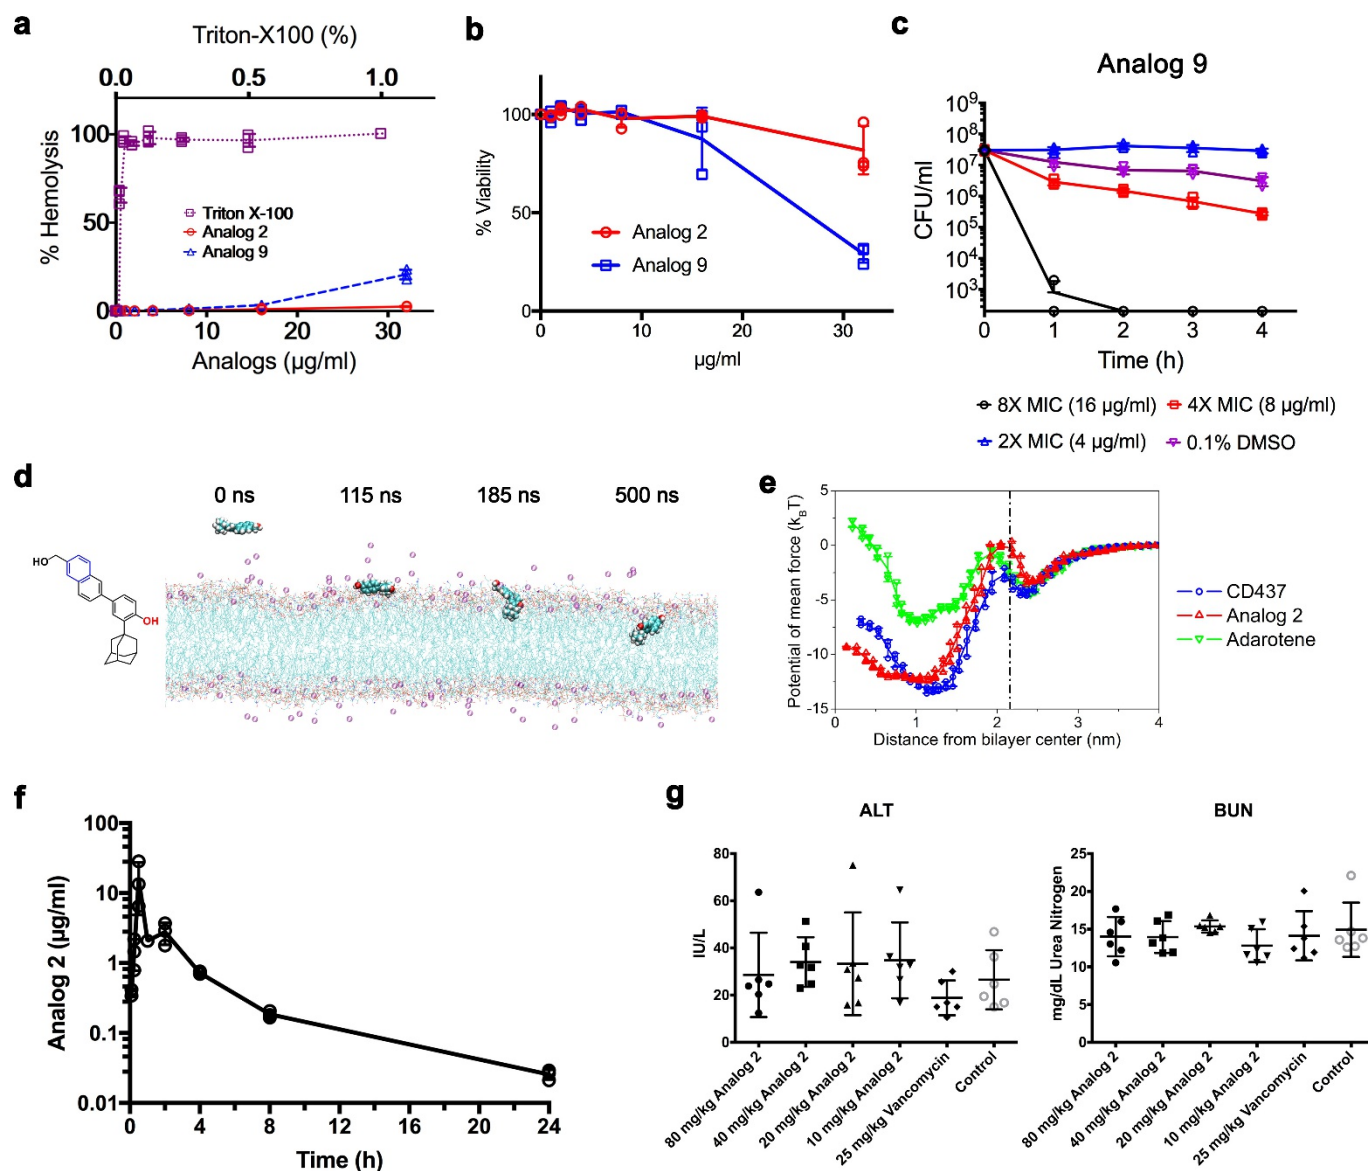 a
Triton-X100 (%)
0.0 0.5 1.0
100
50
0
% Hemolysis
Triton X-100
Analog 2
Analog 9
0 10 20 30
Analogs (µg/ml)
b
100
50
0
% Viability
Analog 2
Analog 9
0 10 20 30
µg/ml
c
Analog 9
10⁹
10⁸
10⁷
10⁶
10⁵
10⁴
10³
CFU/ml
0 1 2 3 4
Time (h)
8X MIC (16 µg/ml) 4X MIC (8 µg/ml)
2X MIC (4 µg/ml) 0.1% DMSO
d
0 ns 115 ns 185 ns 500 ns
HO
OH
e
5
0
-5
-10
-15
Potential of mean force (kBT)
0 1 2 3 4
Distance from bilayer center (nm)
CD437
Analog 2
Adarotene
f
100
10
1
0.1
0.01
Analog 2 (µg/ml)
0 4 8 12 16 20 24
Time (h)
g
ALT
80
60
40
20
0
IU/L
80 mg/kg Analog 2
40 mg/kg Analog 2
20 mg/kg Analog 2
10 mg/kg Analog 2
25 mg/kg Vancomycin
Control
BUN
25
20
15
10
5
0
mg/dL Urea Nitrogen
80 mg/kg Analog 2
40 mg/kg Analog 2
20 mg/kg Analog 2
10 mg/kg Analog 2
25 mg/kg Vancomycin
Control